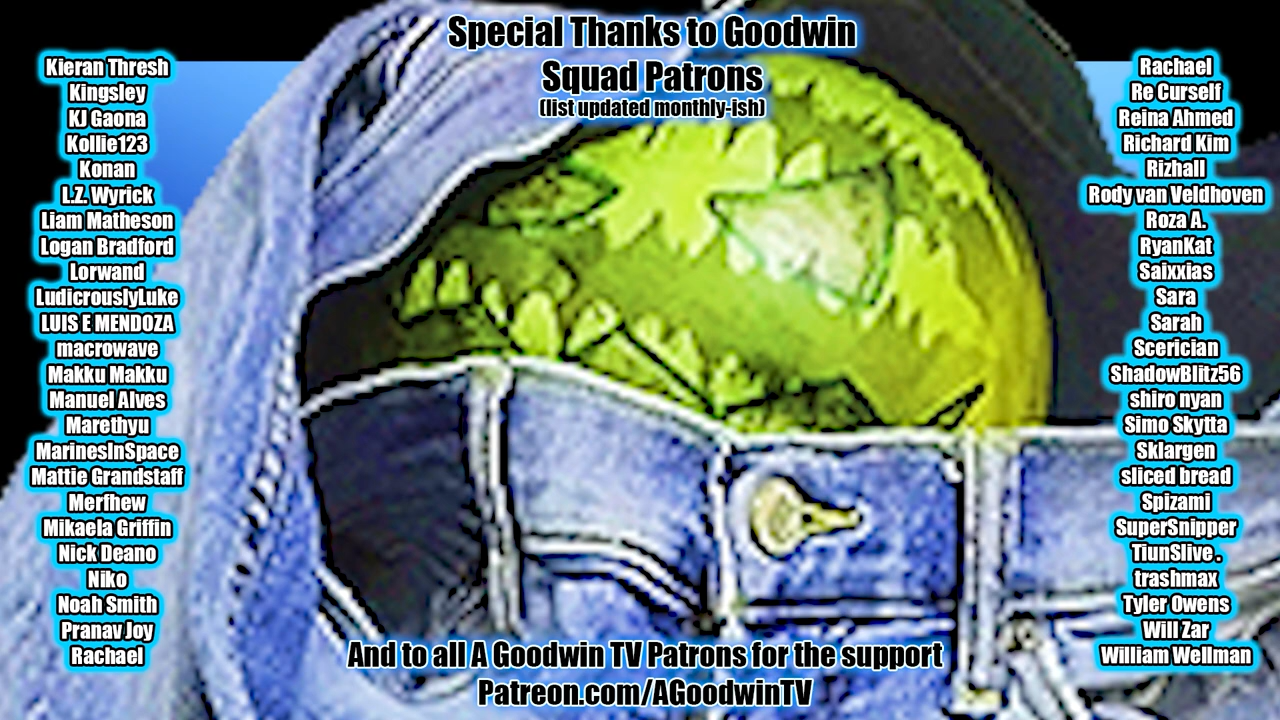 Special Thanks to Goodwin
Squad Patrons
(list updated monthly-ish)
Kieran Thresh
Kingsley
KJ Gaona
Kollie123
Konan
L.Z. Wyrick
Liam Matheson
Logan Bradford
Lorwand
LudicrouslyLuke
LUIS E MENDOZA
macrowave
Makku Makku
Manuel Alves
Marethyu
MarinesInSpace
Mattie Grandstaff
Merfhew
Mikaela Griffin
Nick Deano
Niko
Noah Smith
Pranav Joy
Rachael
Rachael
Re Curself
Reina Ahmed
Richard Kim
Rizhall
Rody van Veldhoven
Roza A.
RyanKat
Saixxias
Sara
Sarah
Scerician
ShadowBlitz56
shiro nyan
Simo Skytta
Sklargen
sliced bread
Spizami
SuperSnipper
TiunSlive .
trashmax
Tyler Owens
Will Zar
William Wellman
And to all A Goodwin TV Patrons for the support
Patreon.com/AGoodwinTV